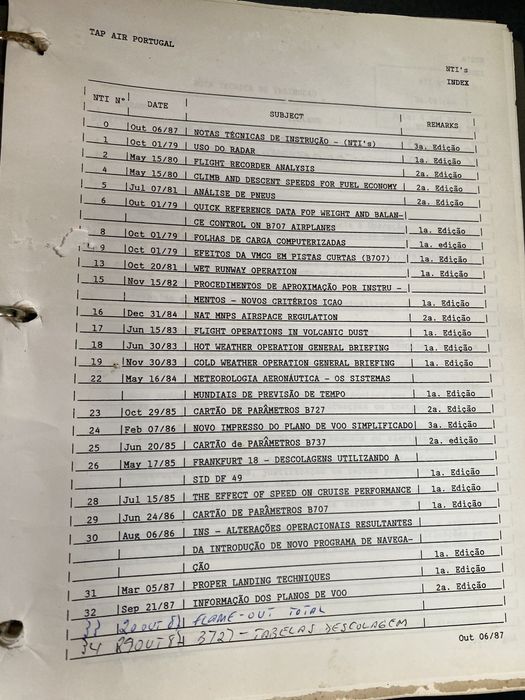 TAP AIR PORTUGAL
NTI's
INDEX
NTI Nº DATE SUBJECT REMARKS
0 Out 06/87 NOTAS TÉCNICAS DE INSTRUÇÃO - (NTI's) 3a. Edição
1 Oct 01/79 USO DO RADAR 1a. Edição
2 May 15/80 FLIGHT RECORDER ANALYSIS 2a. Edição
4 May 15/80 CLIMB AND DESCENT SPEEDS FOR FUEL ECONOMY 2a. Edição
5 Jul 07/81 ANÁLISE DE PNEUS 2a. Edição
6 Out 01/79 QUICK REFERENCE DATA FOP WEIGHT AND BALAN-
CE CONTROL ON B707 AIRPLANES 1a. Edição
8 Oct 01/79 FOLHAS DE CARGA COMPUTERIZADAS 1a. edição
9 Oct 01/79 EFEITOS DA VMCG EM PISTAS CURTAS (B707) 1a. Edição
13 Oct 20/81 WET RUNWAY OPERATION 1a. Edição
15 Nov 15/82 PROCEDIMENTOS DE APROXIMAÇÃO POR INSTRU -
MENTOS - NOVOS CRITÉRIOS ICAO 1a. Edição
16 Dec 31/84 NAT MNPS AIRSPACE REGULATION 2a. Edição
17 Jun 15/83 FLIGHT OPERATIONS IN VOLCANIC DUST 1a. Edição
18 Jun 30/83 HOT WEATHER OPERATION GENERAL BRIEFING 1a. Edição
19 Nov 30/83 COLD WEATHER OPERATION GENERAL BRIEFING 1a. Edição
22 May 16/84 METEOROLOGIA AERONÁUTICA - OS SISTEMAS
MUNDIAIS DE PREVISÃO DE TEMPO 1a. Edição
23 Oct 29/85 CARTÃO DE PARÂMETROS B727 2a. Edição
24 Feb 07/86 NOVO IMPRESSO DO PLANO DE VOO SIMPLIFICADO 3a. Edição
25 Jun 20/85 CARTÃO de PARÂMETROS B737 2a. edição
26 May 17/85 FRANKFURT 18 - DESCOLAGENS UTILIZANDO A
SID DF 49 1a. Edição
28 Jul 15/85 THE EFFECT OF SPEED ON CRUISE PERFORMANCE 1a. Edição
29 Jun 24/86 CARTÃO DE PARÂMETROS B707 1a. Edição
30 Aug 06/86 INS - ALTERAÇÕES OPERACIONAIS RESULTANTES
DA INTRODUÇÃO DE NOVO PROGRAMA DE NAVEGA-
ÇÃO 1a. Edição
31 Mar 05/87 PROPER LANDING TECHNIQUES 1a. Edição
32 Sep 21/87 INFORMAÇÃO DOS PLANOS DE VOO 2a. Edição
33 20 OUT FLAME-OUT TOTAL
34 OUT B727 - TABELAS DESCOLAGEM
Out 06/87